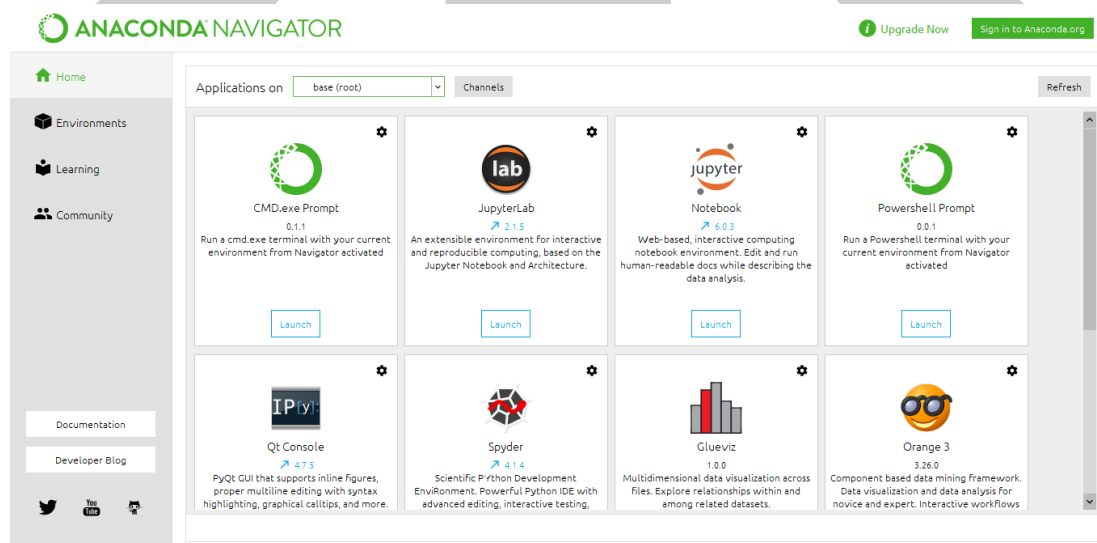 ANACONDA NAVIGATOR
i Upgrade Now
Sign in to Anaconda.org
Home
Environments
Learning
Community
Documentation
Developer Blog
You
Tube
Applications on base (root) Channels Refresh
CMD.exe Prompt
0.1.1
Run a cmd.exe terminal with your current
environment from Navigator activated
Launch
lab
JupyterLab
2.1.5
An extensible environment for interactive
and reproducible computing, based on the
Jupyter Notebook and Architecture.
Launch
jupyter
Notebook
6.0.3
Web-based, interactive computing
notebook environment. Edit and run
human-readable docs while describing the
data analysis.
Launch
Powershell Prompt
0.0.1
Run a Powershell terminal with your
current environment from Navigator
activated
Launch
IP[y]:
Qt Console
4.7.5
PyQt GUI that supports inline figures,
proper multiline editing with syntax
highlighting, graphical calltips, and more.
Spyder
4.1.4
Scientific PYthon Development
EnviRonment. Powerful Python IDE with
advanced editing, interactive testing,
Glueviz
1.0.0
Multidimensional data visualization across
files. Explore relationships within and
among related datasets.
Orange 3
3.26.0
Component based data mining framework.
Data visualization and data analysis for
novice and expert. Interactive workflows